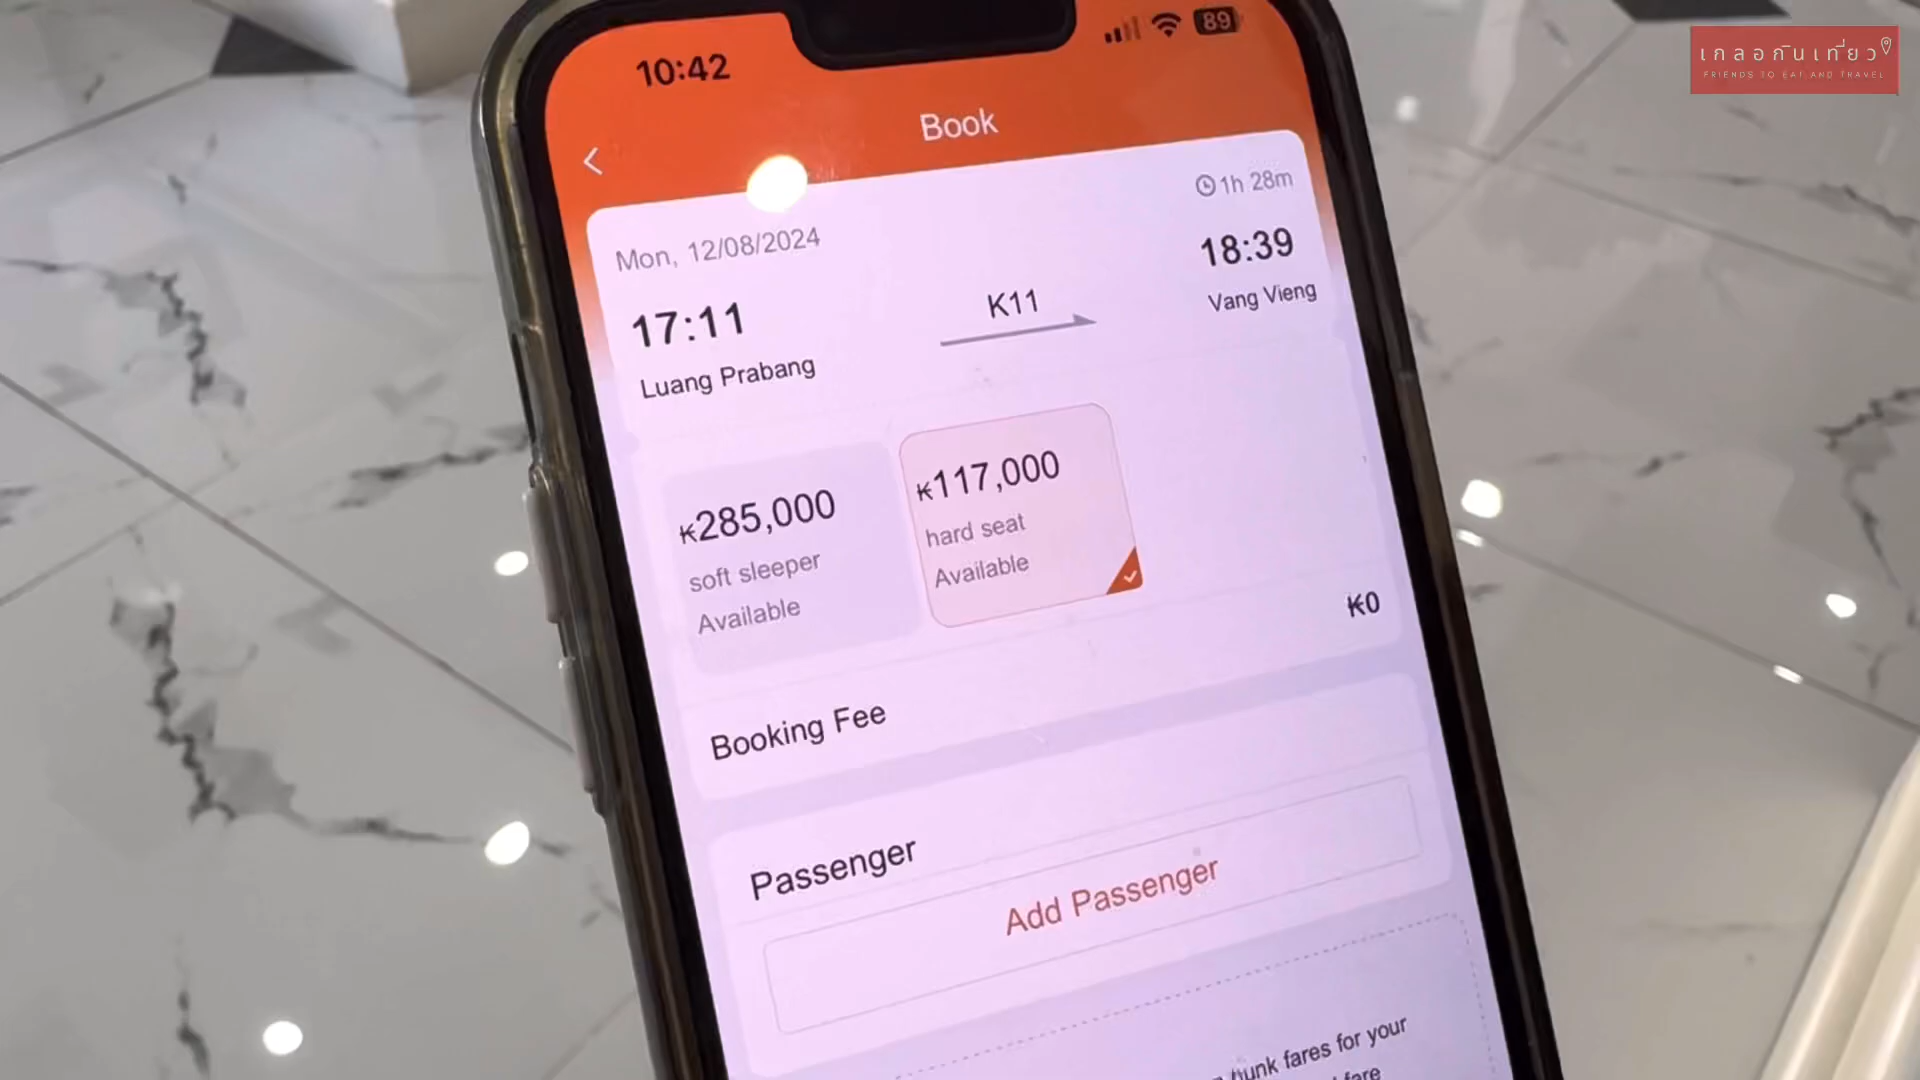 เกลอกันเที่ยว
FRIENDS TO EAT AND TRAVEL
10:42
89
Book
1h 28m
Mon, 12/08/2024
17:11
K11
18:39
Luang Prabang
Vang Vieng
₭285,000
soft sleeper
Available
₭117,000
hard seat
Available
Booking Fee
₭0
Passenger
Add Passenger
fares for your
fare